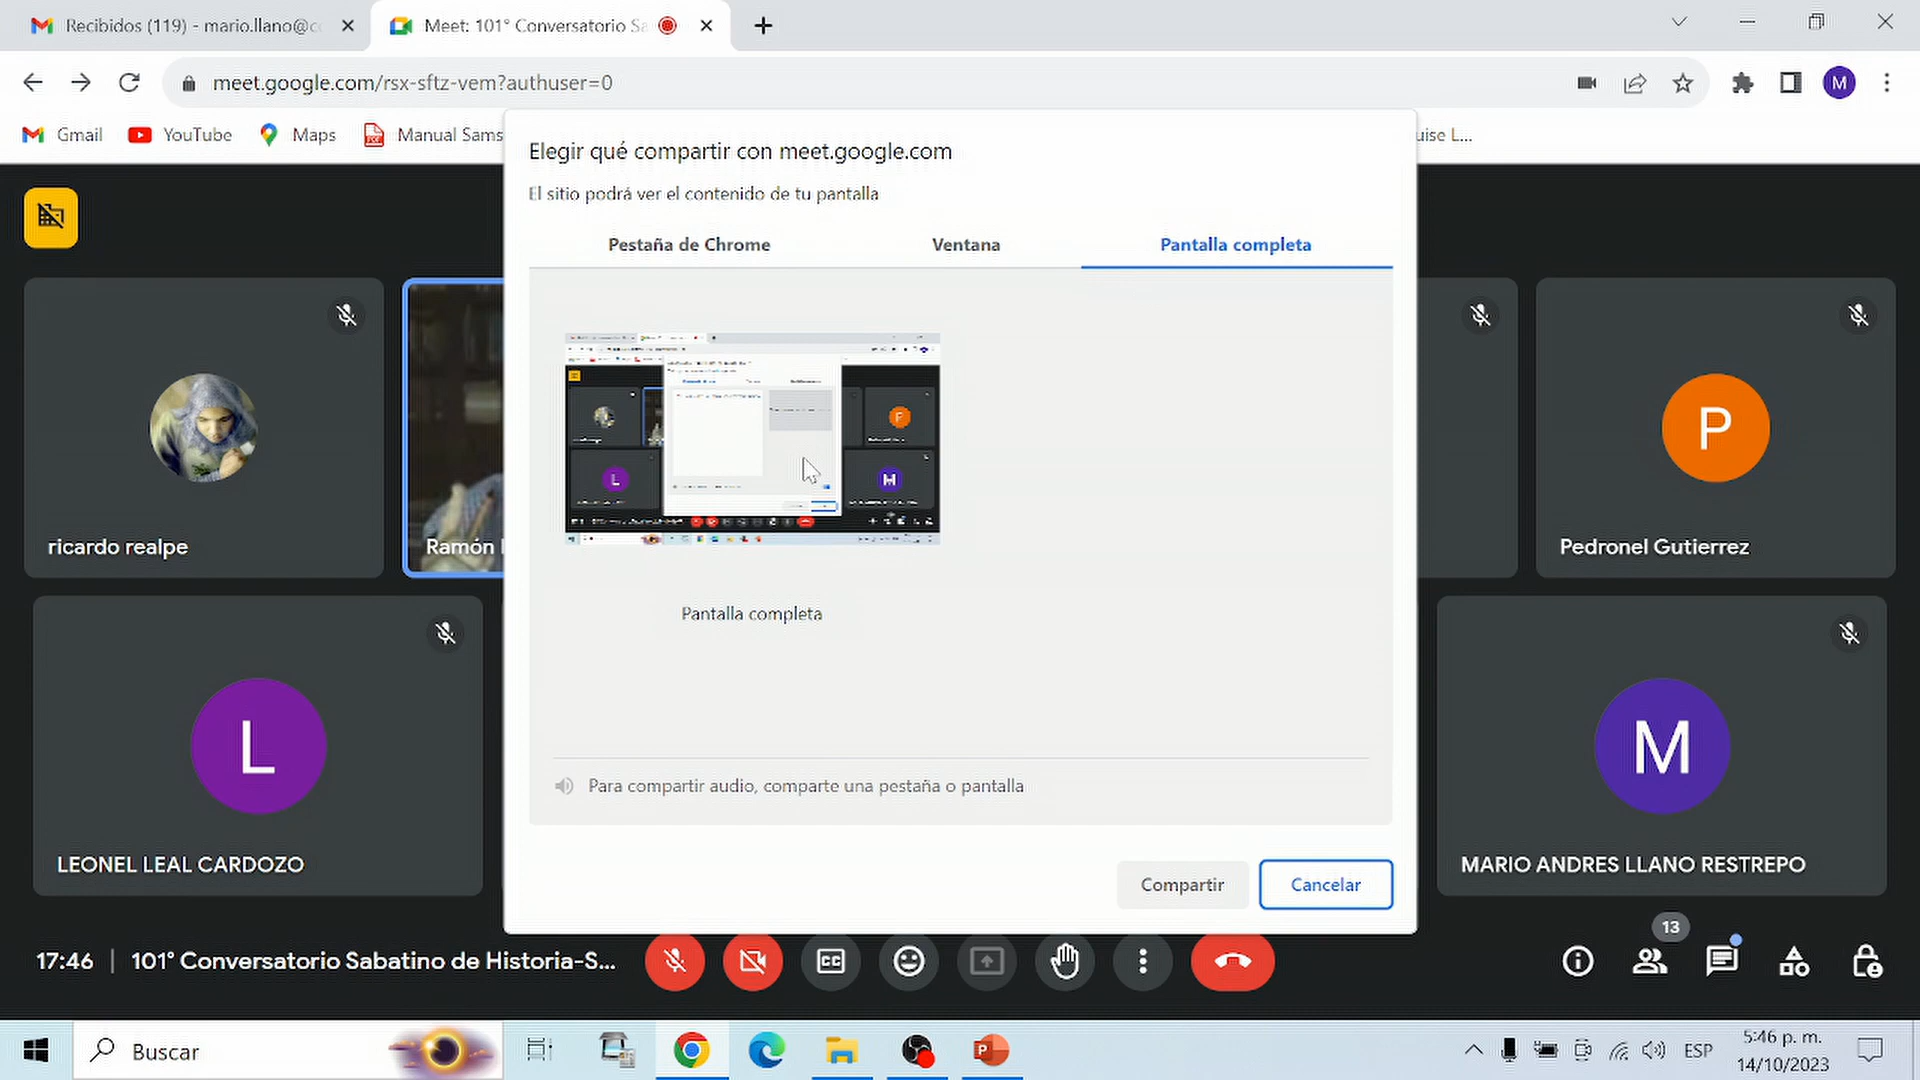 Recibidos (119) - mario.llano@c
Meet: 101° Conversatorio Sa
meet.google.com/rsx-sftz-vem?authuser=0
M
Gmail
YouTube
Maps
Manual Sams
uise L...
Elegir qué compartir con meet.google.com
El sitio podrá ver el contenido de tu pantalla
Pestaña de Chrome
Ventana
Pantalla completa
ricardo realpe
Ramón
P
Pedronel Gutierrez
Pantalla completa
L
LEONEL LEAL CARDOZO
M
MARIO ANDRES LLANO RESTREPO
Para compartir audio, comparte una pestaña o pantalla
Compartir
Cancelar
17:46 | 101° Conversatorio Sabatino de Historia-S...
CC
13
Buscar
ESP
5:46 p. m.
14/10/2023